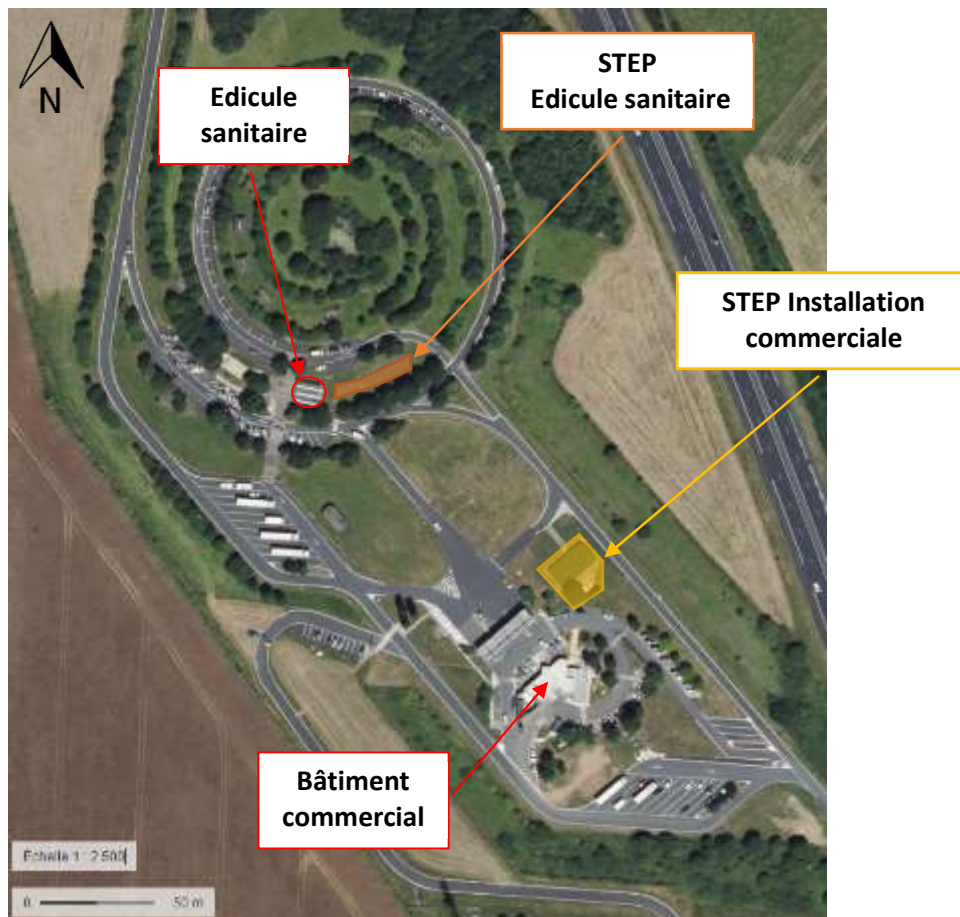 N
Edicule
sanitaire
STEP
Edicule sanitaire
STEP Installation
commerciale
Bâtiment
commercial
Echelle 1 : 2 500
0 50 m